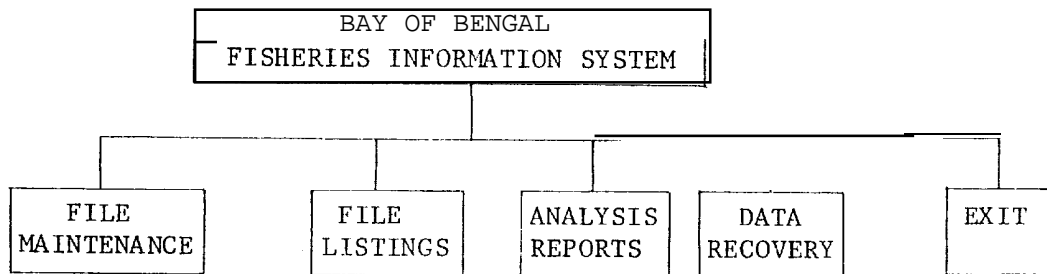 BAY OF BENGAL
FISHERIES INFORMATION SYSTEM
FILE
MAINTENANCE
FILE
LISTINGS
ANALYSIS
REPORTS
DATA
RECOVERY
EXIT